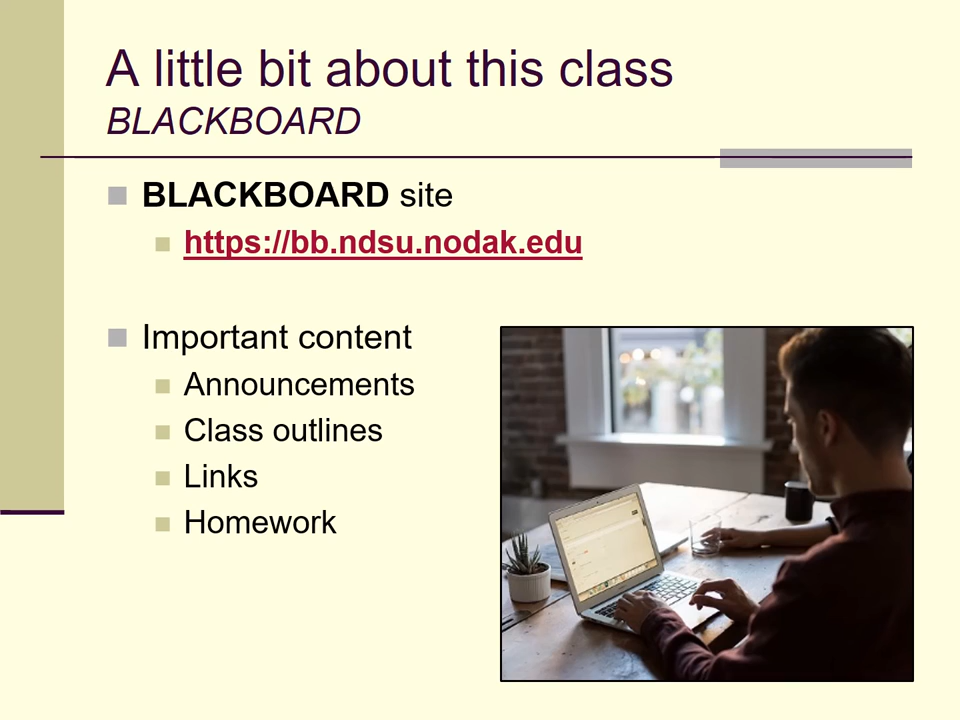 A little bit about this class
BLACKBOARD
BLACKBOARD site
https://bb.ndsu.nodak.edu
Important content
Announcements
Class outlines
Links
Homework